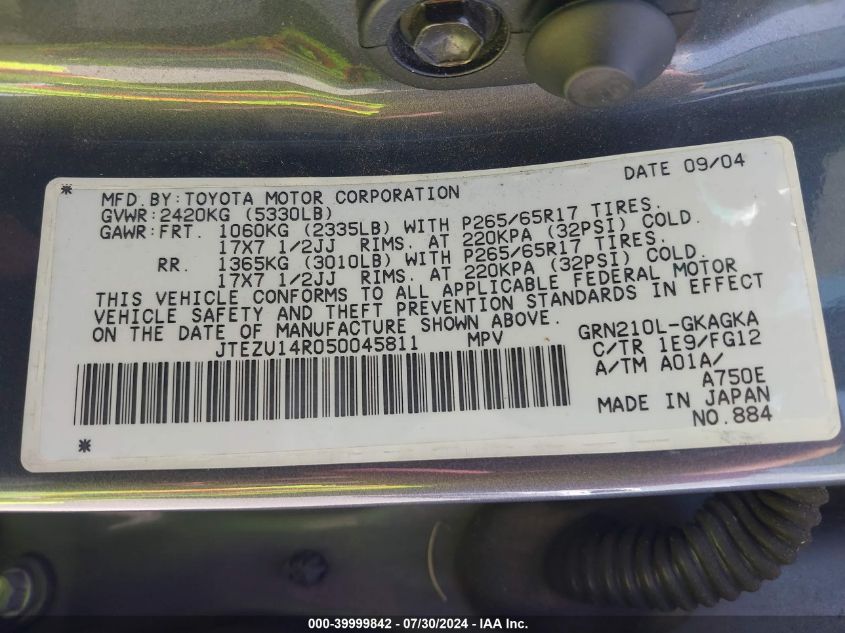 DATE 09/04
MFD.BY:TOYOTA MOTOR CORPORATION
GVWR:2420KG (5330LB)
GAWR:FRT. 1060KG (2335LB) WITH P265/65R17 TIRES.
17X7 1/2JJ RIMS. AT 220KPA (32PSI) COLD.
RR. 1365KG (3010LB) WITH P265/65R17 TIRES.
17X7 1/2JJ RIMS. AT 220KPA (32PSI) COLD.
THIS VEHICLE CONFORMS TO ALL APPLICABLE FEDERAL MOTOR
VEHICLE SAFETY AND THEFT PREVENTION STANDARDS IN EFFECT
ON THE DATE OF MANUFACTURE SHOWN ABOVE.
JTEZU14R050045811 MPV
GRN210L-GKAGKA
C/TR 1E9/FG12
A/TM A01A/
A750E
MADE IN JAPAN
NO.884
000-39999842 - 07/30/2024 - IAA Inc.